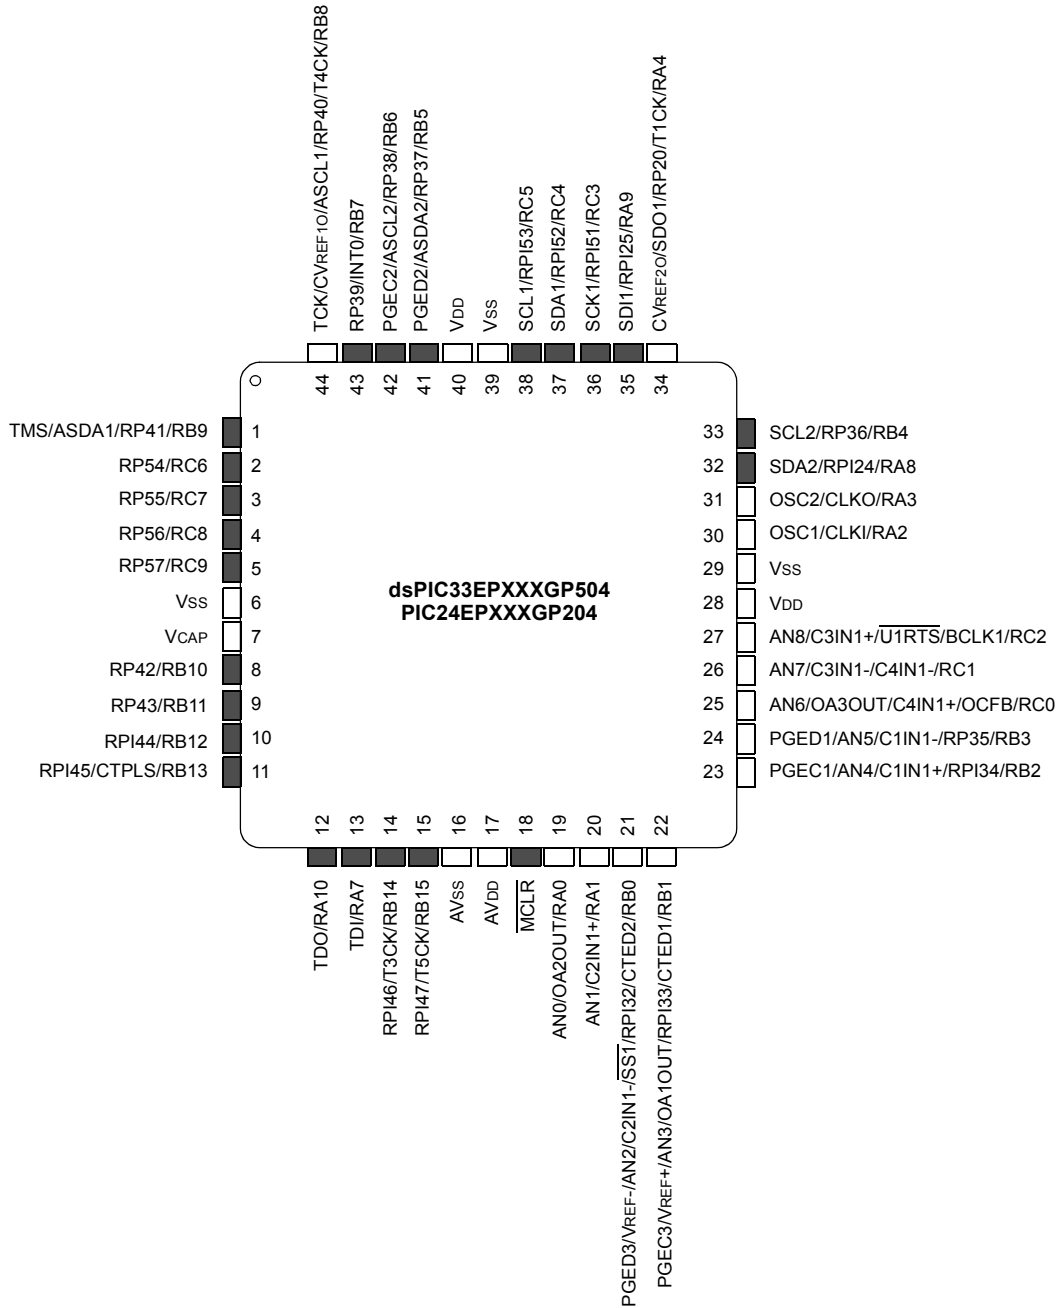 TCK/CVREF1O/ASCL1/RP40/T4CK/RB8
RP39/INT0/RB7
PGEC2/ASCL2/RP38/RB6
PGED2/ASDA2/RP37/RB5
VDD
VSS
SCL1/RPI53/RC5
SDA1/RPI52/RC4
SCK1/RPI51/RC3
SDI1/RPI25/RA9
CVREF2O/SDO1/RP20/T1CK/RA4
44 43 42 41 40 39 38 37 36 35 34
TMS/ASDA1/RP41/RB9 1
RP54/RC6 2
RP55/RC7 3
RP56/RC8 4
RP57/RC9 5
VSS 6
VCAP 7
RP42/RB10 8
RP43/RB11 9
RPI44/RB12 10
RPI45/CTPLS/RB13 11
dsPIC33EPXXXGP504
PIC24EPXXXGP204
33 SCL2/RP36/RB4
32 SDA2/RPI24/RA8
31 OSC2/CLKO/RA3
30 OSC1/CLKI/RA2
29 VSS
28 VDD
27 AN8/C3IN1+/U1RTS/BCLK1/RC2
26 AN7/C3IN1-/C4IN1-/RC1
25 AN6/OA3OUT/C4IN1+/OCFB/RC0
24 PGED1/AN5/C1IN1-/RP35/RB3
23 PGEC1/AN4/C1IN1+/RPI34/RB2
12 13 14 15 16 17 18 19 20 21 22
TDO/RA10
TDI/RA7
RPI46/T3CK/RB14
RPI47/T5CK/RB15
AVSS
AVDD
MCLR
AN0/OA2OUT/RA0
AN1/C2IN1+/RA1
PGED3/VREF-/AN2/C2IN1-/SS1/RPI32/CTED2/RB0
PGEC3/VREF+/AN3/OA1OUT/RPI33/CTED1/RB1